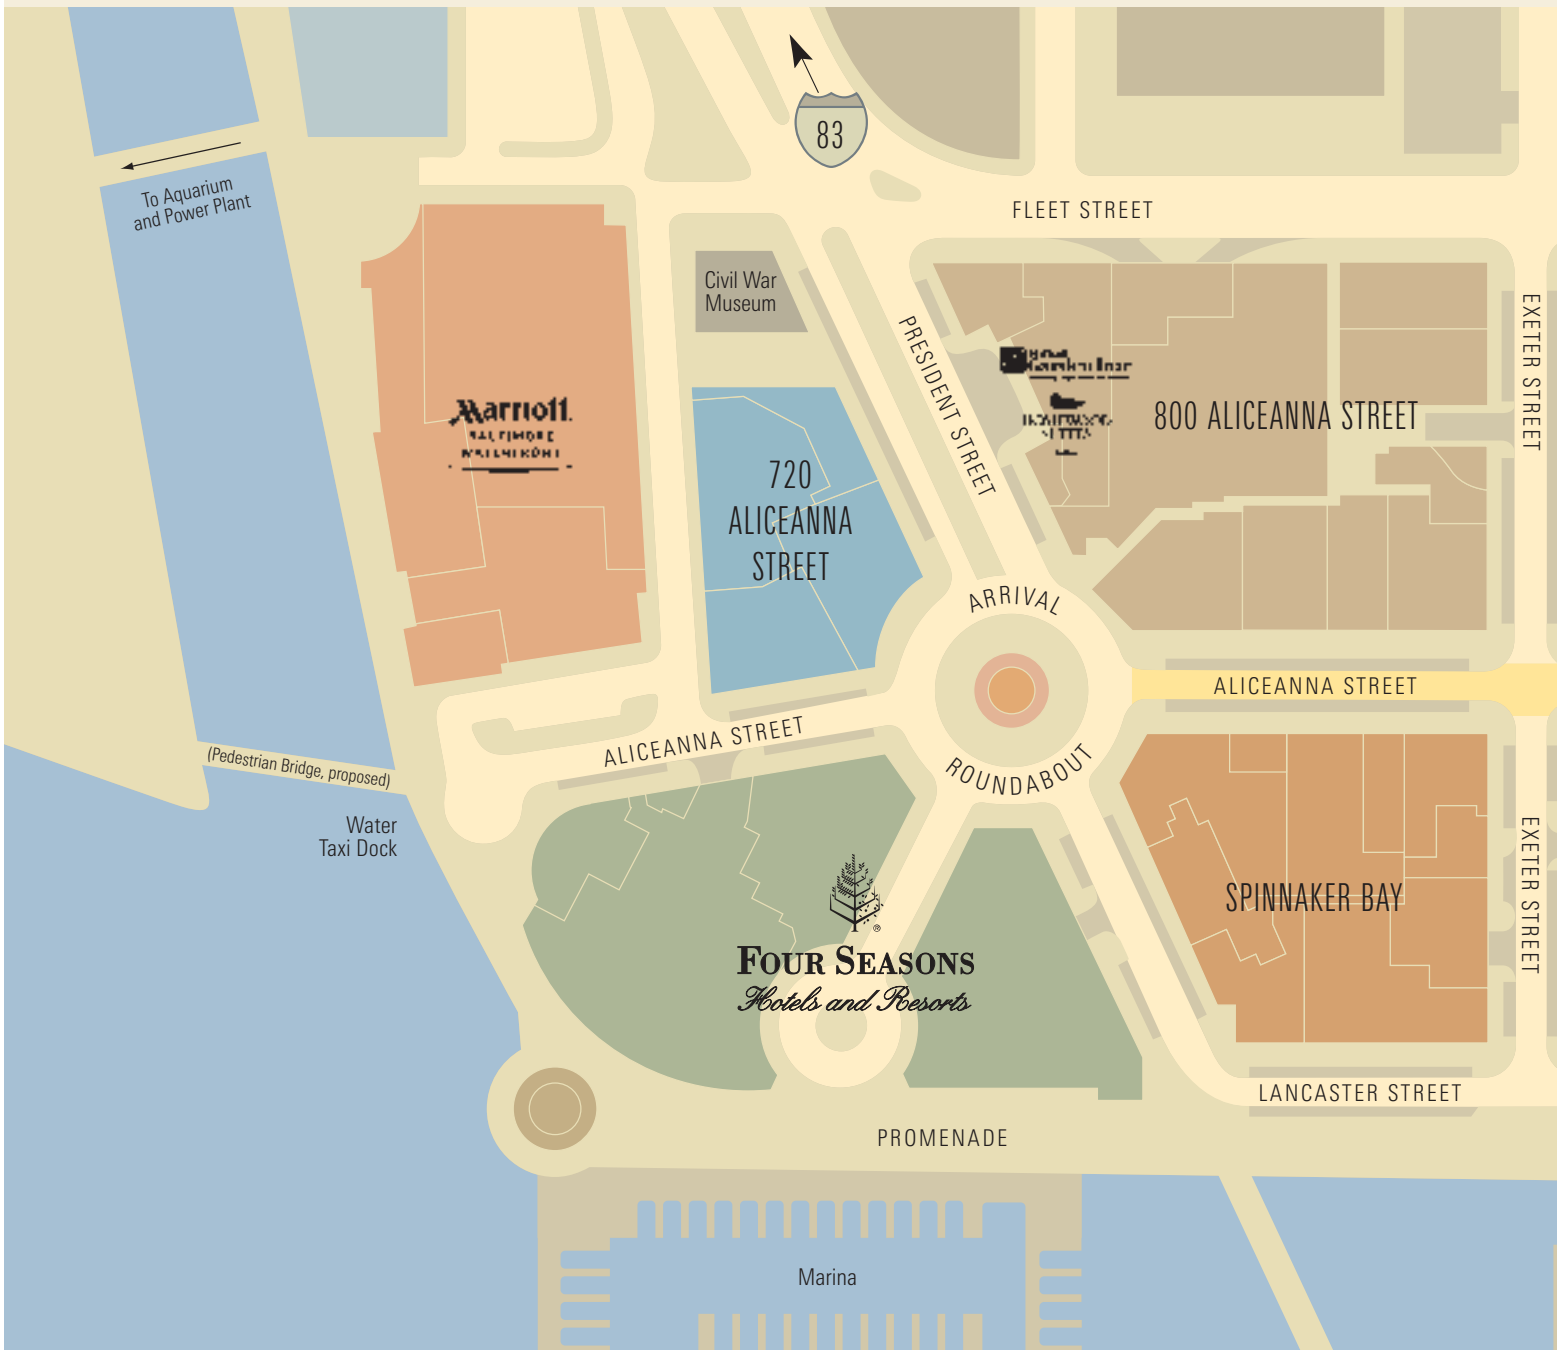 83
To Aquarium
and Power Plant
FLEET STREET
Civil War
Museum
PRESIDENT STREET
EXETER STREET
Marriott
BALTIMORE
WATERFRONT
800 ALICEANNA STREET
720
ALICEANNA
STREET
ARRIVAL
ROUNDABOUT
ALICEANNA STREET
ALICEANNA STREET
(Pedestrian Bridge, proposed)
Water
Taxi Dock
SPINNAKER BAY
EXETER STREET
®
FOUR SEASONS
Hotels and Resorts
LANCASTER STREET
PROMENADE
Marina